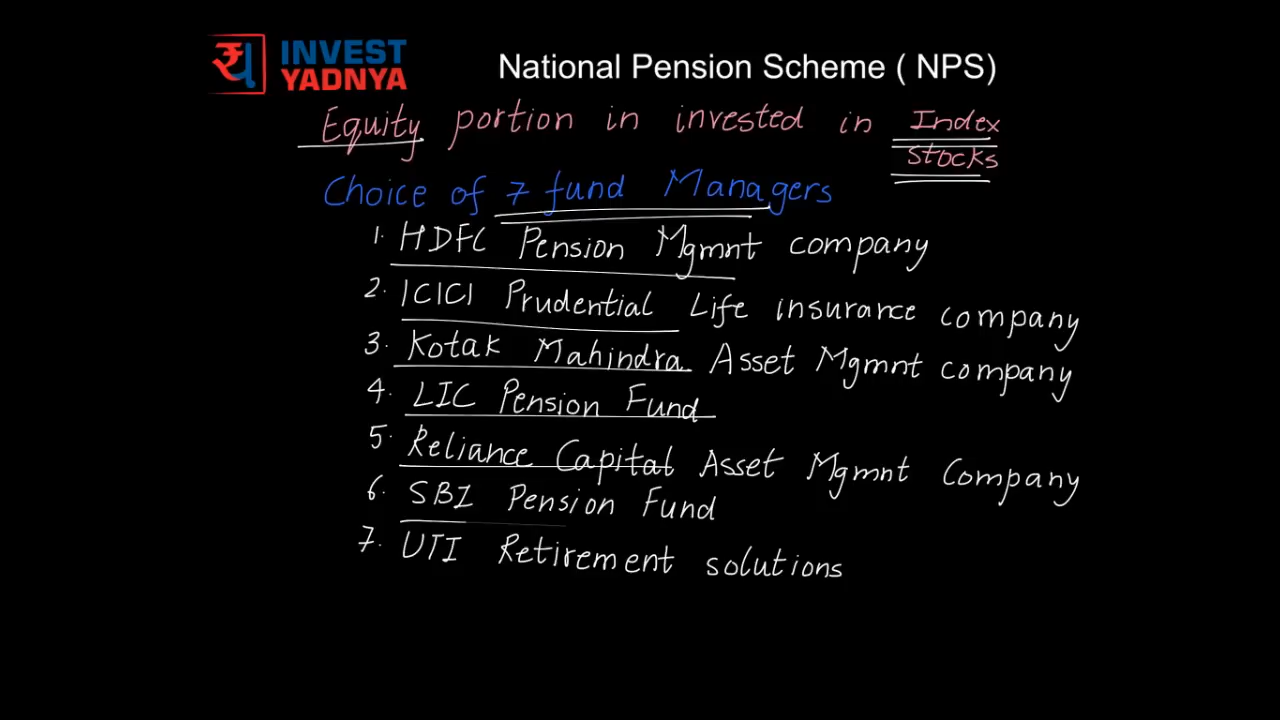 INVEST
YADNYA
National Pension Scheme ( NPS)
Equity portion in invested in Index
stocks
Choice of 7 fund Managers
1. HDFC Pension Mgmnt company
2. ICICI Prudential Life insurance company
3. Kotak Mahindra Asset Mgmnt company
4. LIC Pension Fund
5. Reliance Capital Asset Mgmnt Company
6. SBI Pension Fund
7. UTI Retirement solutions